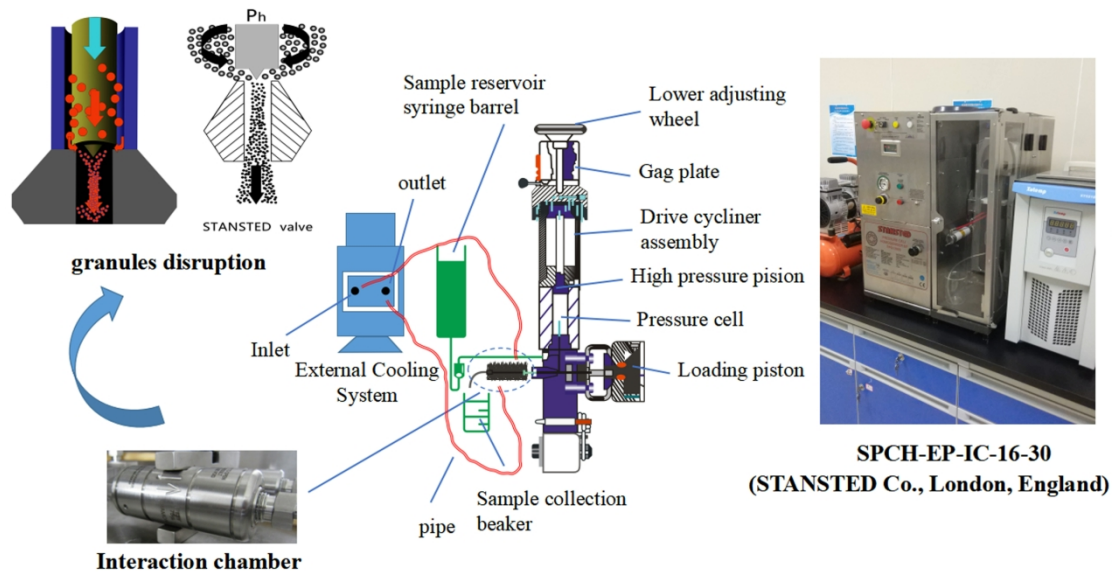 Ph
STANSTED valve
granules disruption
Sample reservoir
syringe barrel
outlet
Inlet
External Cooling
System
Interaction chamber
pipe
Sample collection
beaker
Lower adjusting
wheel
Gag plate
Drive cycliner
assembly
High pressure pision
Pressure cell
Loading piston
STANSTED
SPCH-EP-IC-16-30
(STANSTED Co., London, England)